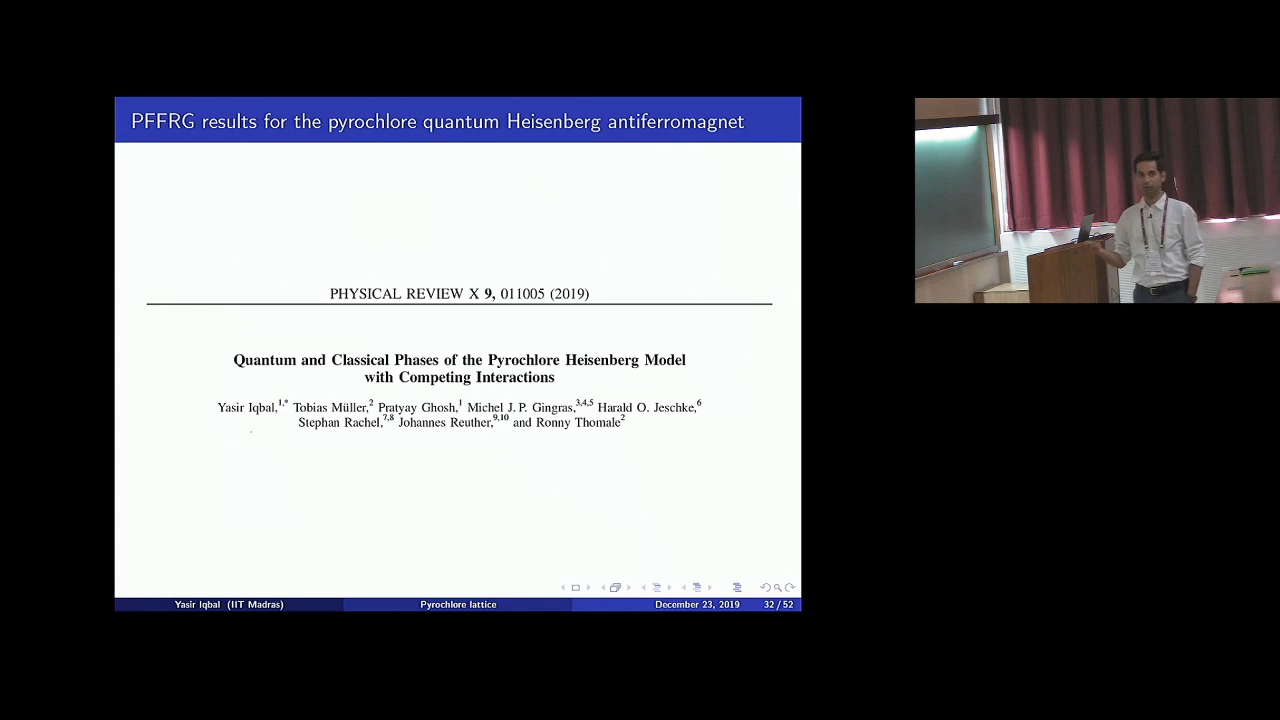 PFFRG results for the pyrochlore quantum Heisenberg antiferromagnet
PHYSICAL REVIEW X 9, 011005 (2019)
Quantum and Classical Phases of the Pyrochlore Heisenberg Model
with Competing Interactions
Yasir Iqbal,1,* Tobias Müller,2 Pratyay Ghosh,1 Michel J. P. Gingras,3,4,5 Harald O. Jeschke,6
Stephan Rachel,7,8 Johannes Reuther,9,10 and Ronny Thomale2
Yasir Iqbal (IIT Madras) Pyrochlore lattice December 23, 2019 32 / 52